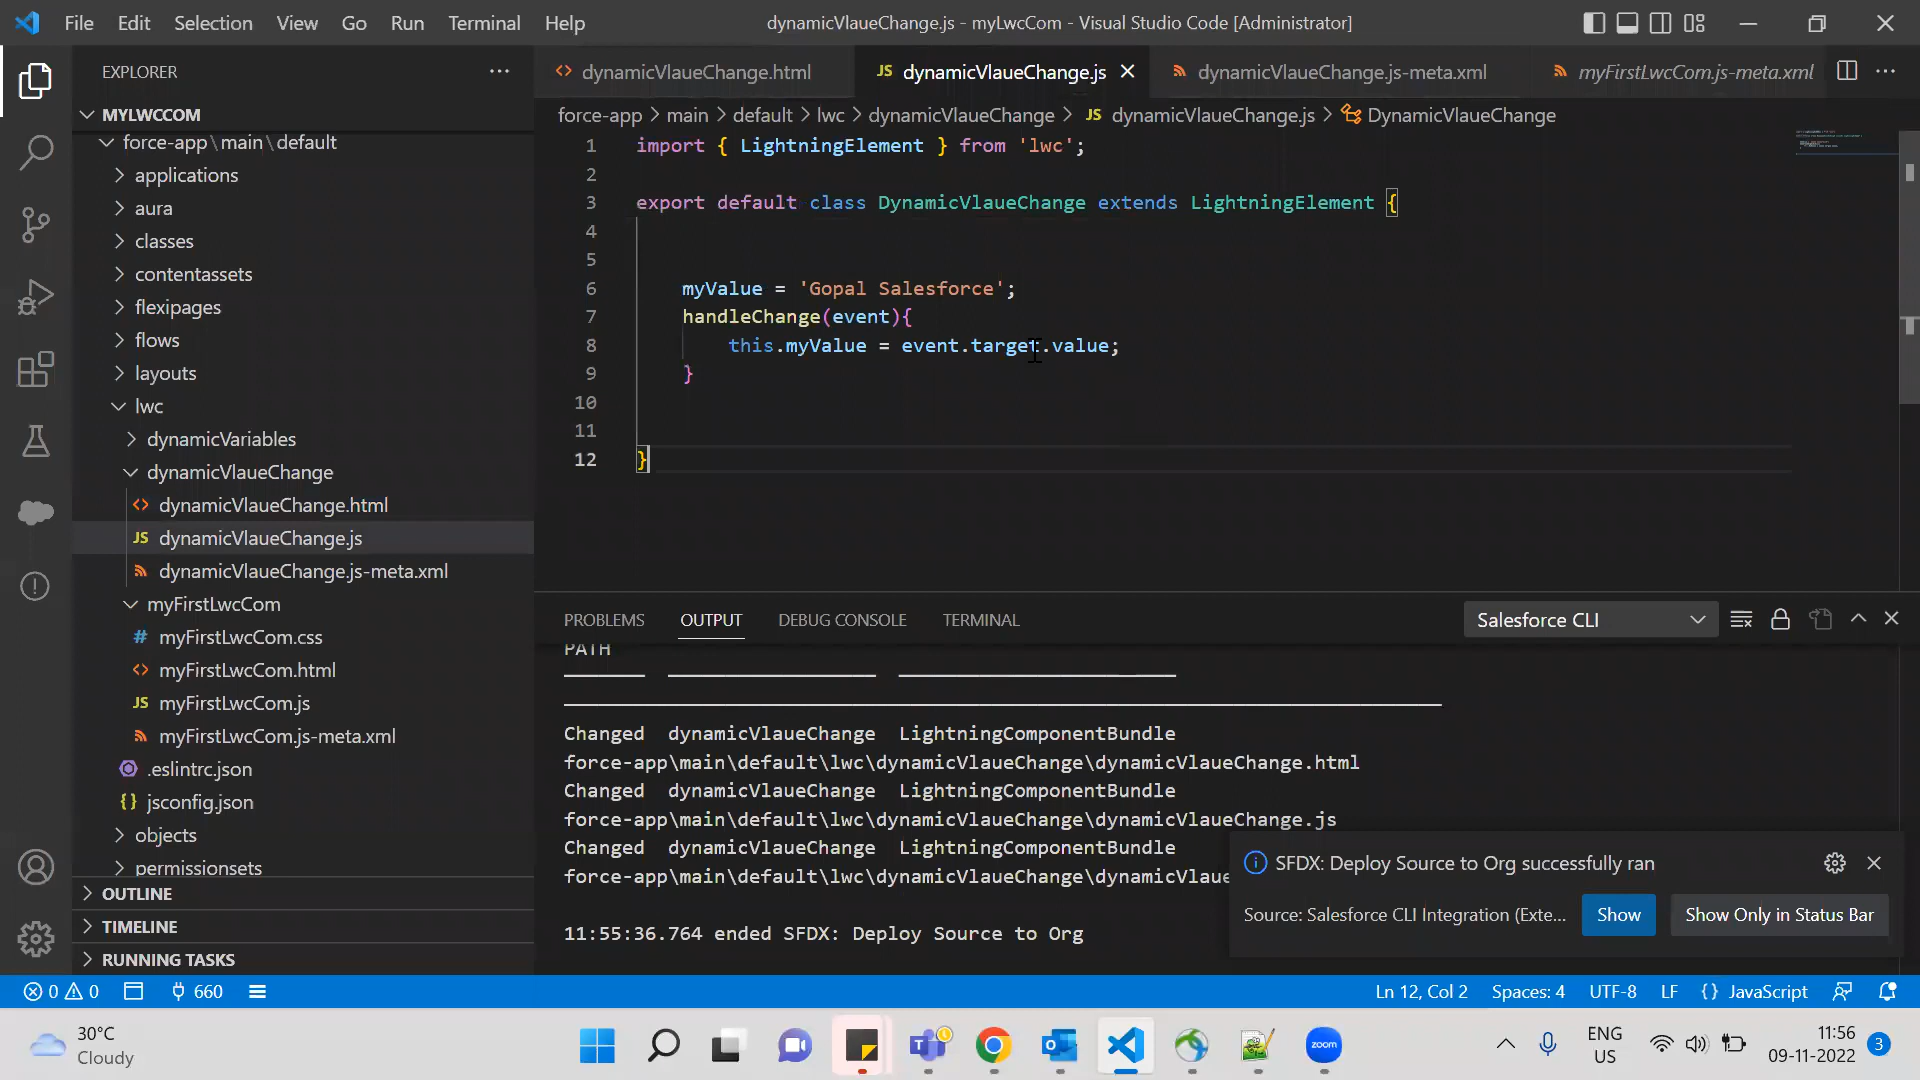 File Edit Selection View Go Run Terminal Help
dynamicVlaueChange.js - myLwcCom - Visual Studio Code [Administrator]
EXPLORER
MYLWCCOM
force-app\main\default
applications
aura
classes
contentassets
flexipages
flows
layouts
lwc
dynamicVariables
dynamicVlaueChange
dynamicVlaueChange.html
JS dynamicVlaueChange.js
dynamicVlaueChange.js-meta.xml
myFirstLwcCom
# myFirstLwcCom.css
myFirstLwcCom.html
JS myFirstLwcCom.js
myFirstLwcCom.js-meta.xml
.eslintrc.json
{} jsconfig.json
objects
permissionsets
OUTLINE
TIMELINE
RUNNING TASKS
dynamicVlaueChange.html
JS dynamicVlaueChange.js
dynamicVlaueChange.js-meta.xml
myFirstLwcCom.js-meta.xml
force-app > main > default > lwc > dynamicVlaueChange > JS dynamicVlaueChange.js > DynamicVlaueChange
1 import { LightningElement } from 'lwc';
2
3 export default class DynamicVlaueChange extends LightningElement {
4
5
6 myValue = 'Gopal Salesforce';
7 handleChange(event){
8 this.myValue = event.target.value;
9 }
10
11
12 }
PROBLEMS OUTPUT DEBUG CONSOLE TERMINAL
Salesforce CLI
PATH
Changed dynamicVlaueChange LightningComponentBundle
force-app\main\default\lwc\dynamicVlaueChange\dynamicVlaueChange.html
Changed dynamicVlaueChange LightningComponentBundle
force-app\main\default\lwc\dynamicVlaueChange\dynamicVlaueChange.js
Changed dynamicVlaueChange LightningComponentBundle
force-app\main\default\lwc\dynamicVlaueChange\dynamicVlaue
11:55:36.764 ended SFDX: Deploy Source to Org
SFDX: Deploy Source to Org successfully ran
Source: Salesforce CLI Integration (Exte...
Show
Show Only in Status Bar
0 0 660
Ln 12, Col 2 Spaces: 4 UTF-8 LF {} JavaScript
30°C
Cloudy
T
zoom
ENG
US
11:56
09-11-2022
3